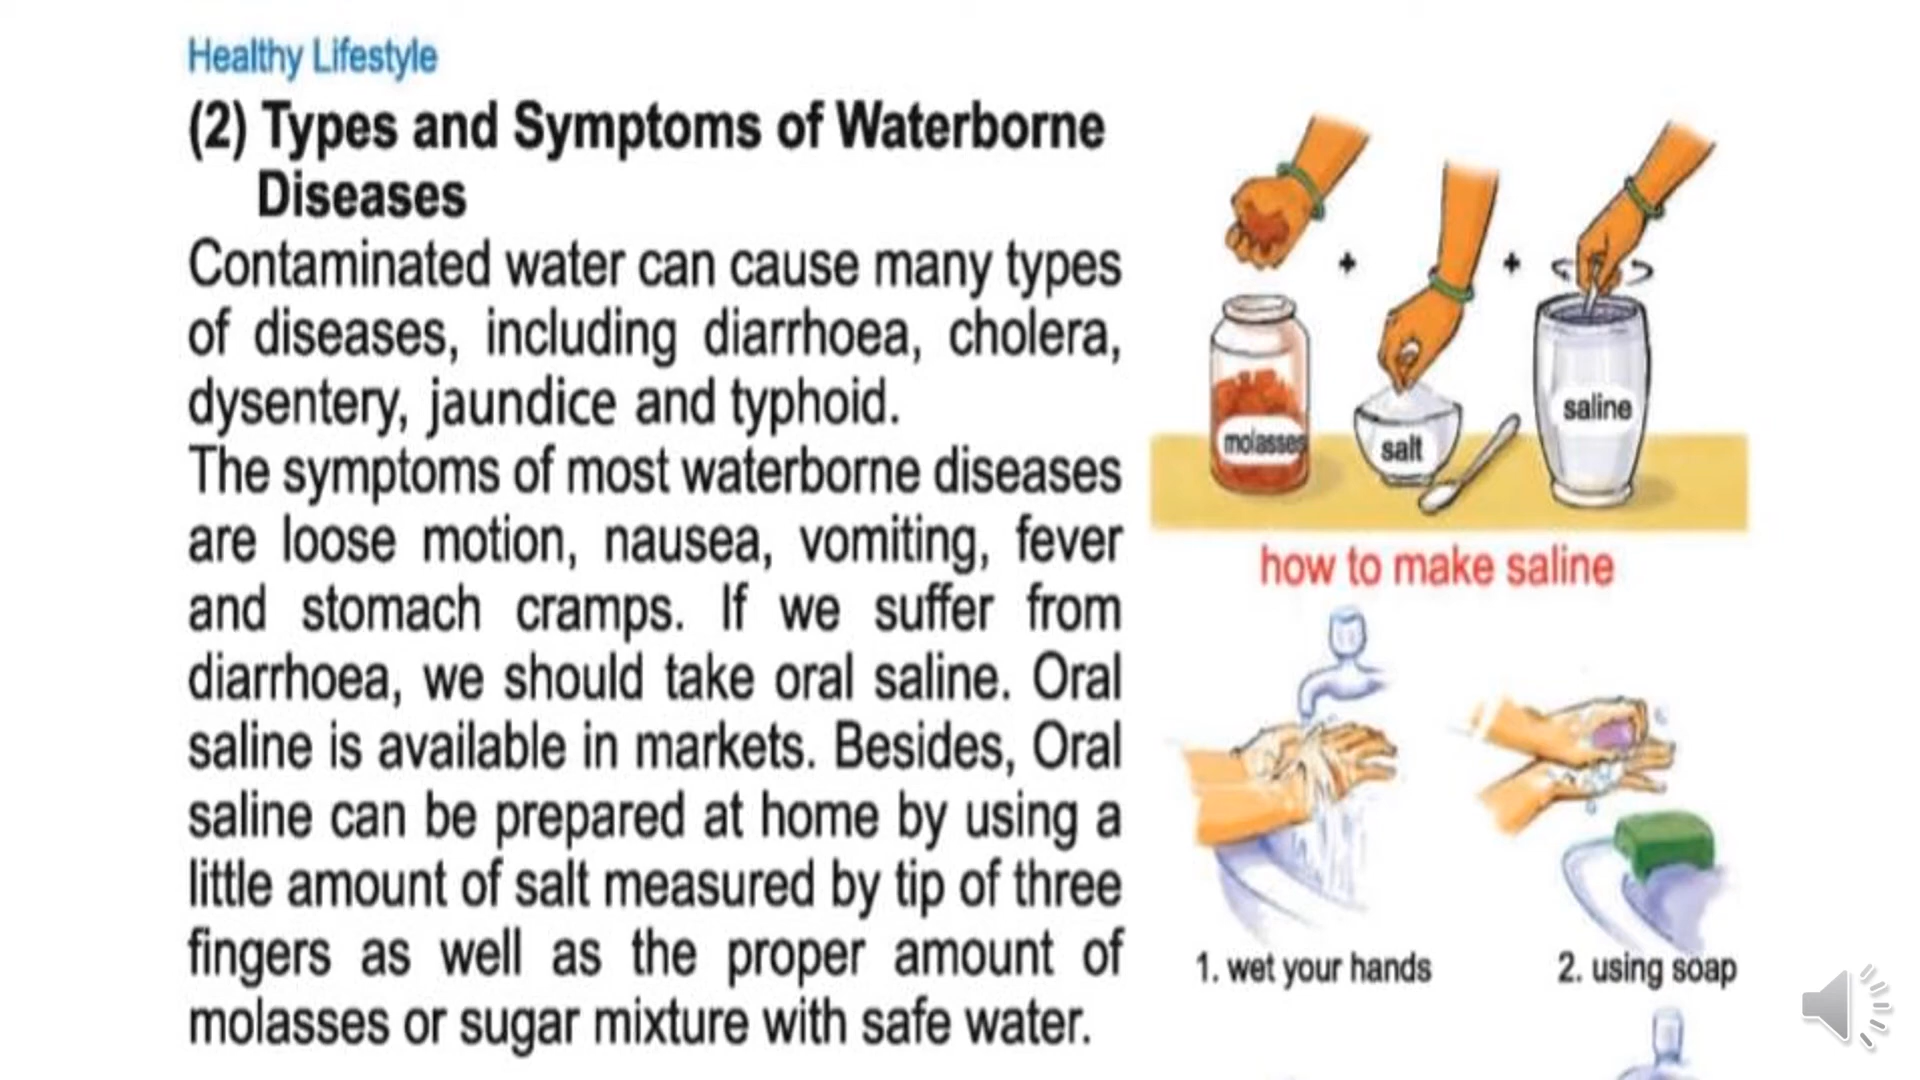 Healthy Lifestyle
(2) Types and Symptoms of Waterborne
Diseases
Contaminated water can cause many types
of diseases, including diarrhoea, cholera,
dysentery, jaundice and typhoid.
The symptoms of most waterborne diseases
are loose motion, nausea, vomiting, fever
and stomach cramps. If we suffer from
diarrhoea, we should take oral saline. Oral
saline is available in markets. Besides, Oral
saline can be prepared at home by using a
little amount of salt measured by tip of three
fingers as well as the proper amount of
molasses or sugar mixture with safe water.
+
+
molasses
salt
saline
how to make saline
1. wet your hands
2. using soap